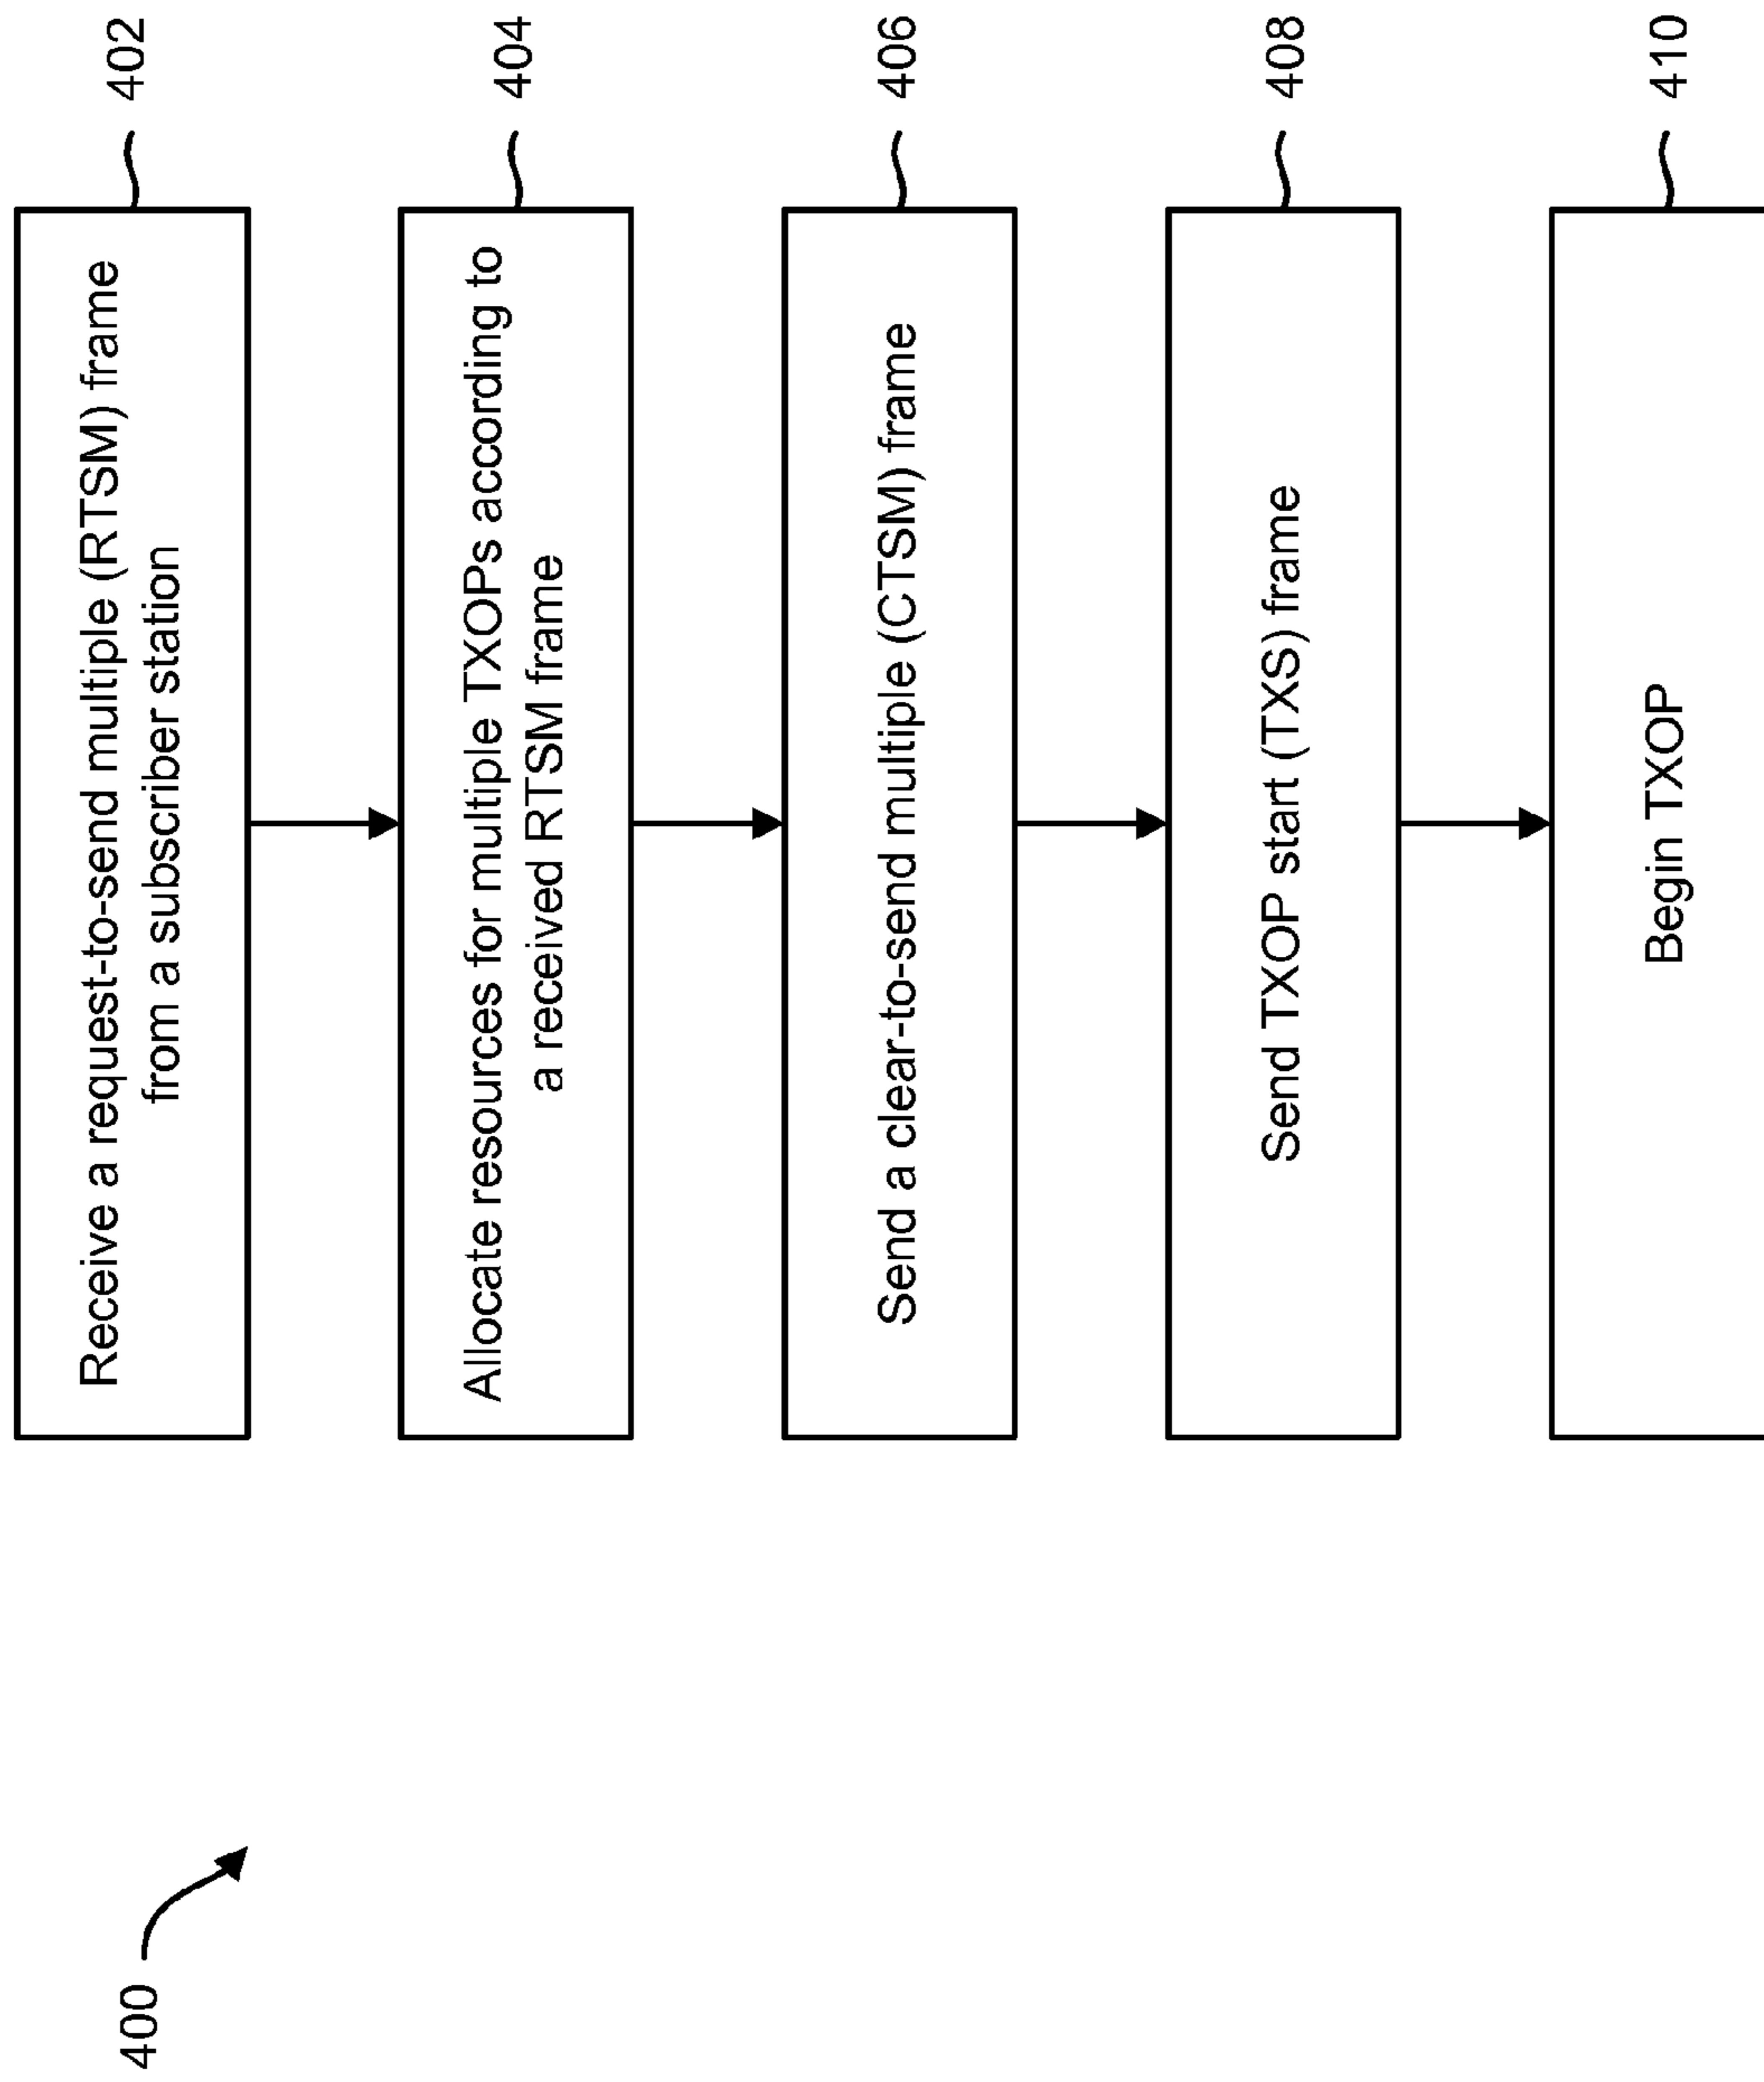 400
Receive a request-to-send multiple (RTSM) frame
from a subscriber station
402
Allocate resources for multiple TXOPs according to
a received RTSM frame
404
Send a clear-to-send multiple (CTSM) frame
406
Send TXOP start (TXS) frame
408
Begin TXOP
410